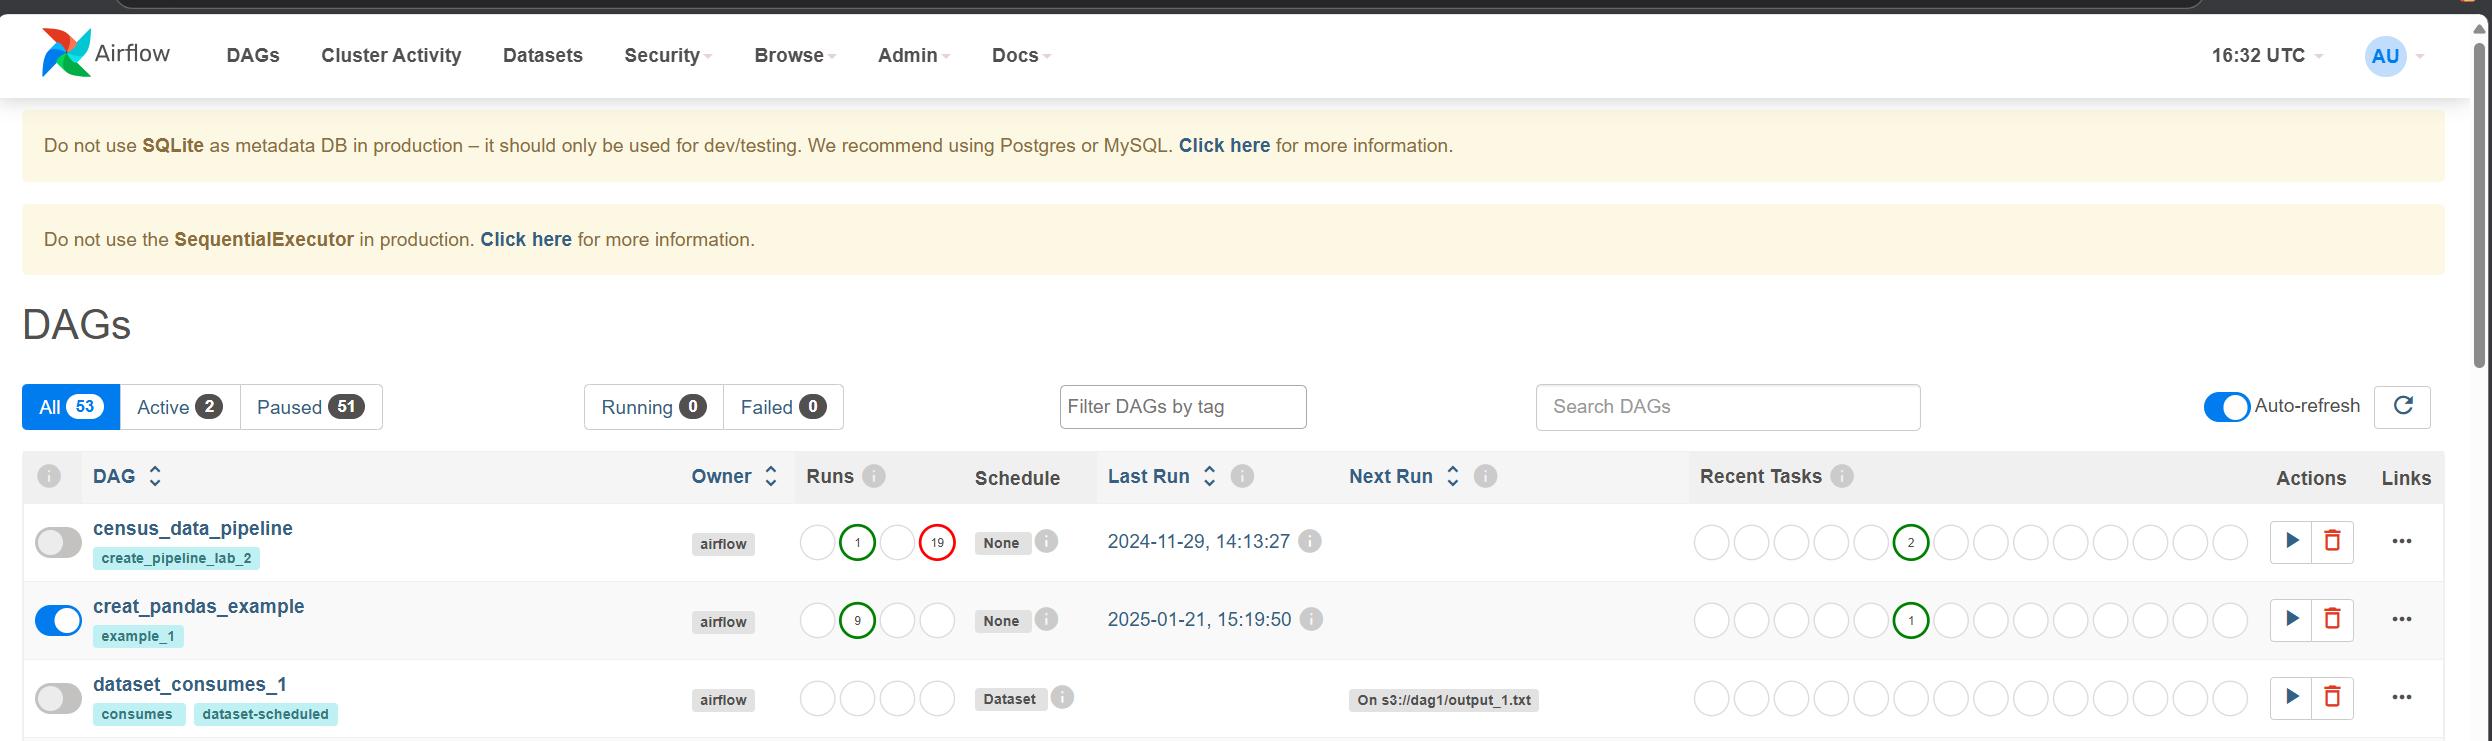 Airflow DAGs Cluster Activity Datasets Security Browse Admin Docs 16:32 UTC AU
Do not use SQLite as metadata DB in production – it should only be used for dev/testing. We recommend using Postgres or MySQL. Click here for more information.
Do not use the SequentialExecutor in production. Click here for more information.
DAGs
All 53 Active 2 Paused 51 Running 0 Failed 0 Filter DAGs by tag Search DAGs Auto-refresh
i DAG Owner Runs i Schedule Last Run i Next Run i Recent Tasks i Actions Links
census_data_pipeline
airflow 1 19 None i 2024-11-29, 14:13:27 i 2
create_pipeline_lab_2
creat_pandas_example
airflow 9 None i 2025-01-21, 15:19:50 i 1
example_1
dataset_consumes_1
airflow Dataset i On s3://dag1/output_1.txt
consumes dataset-scheduled